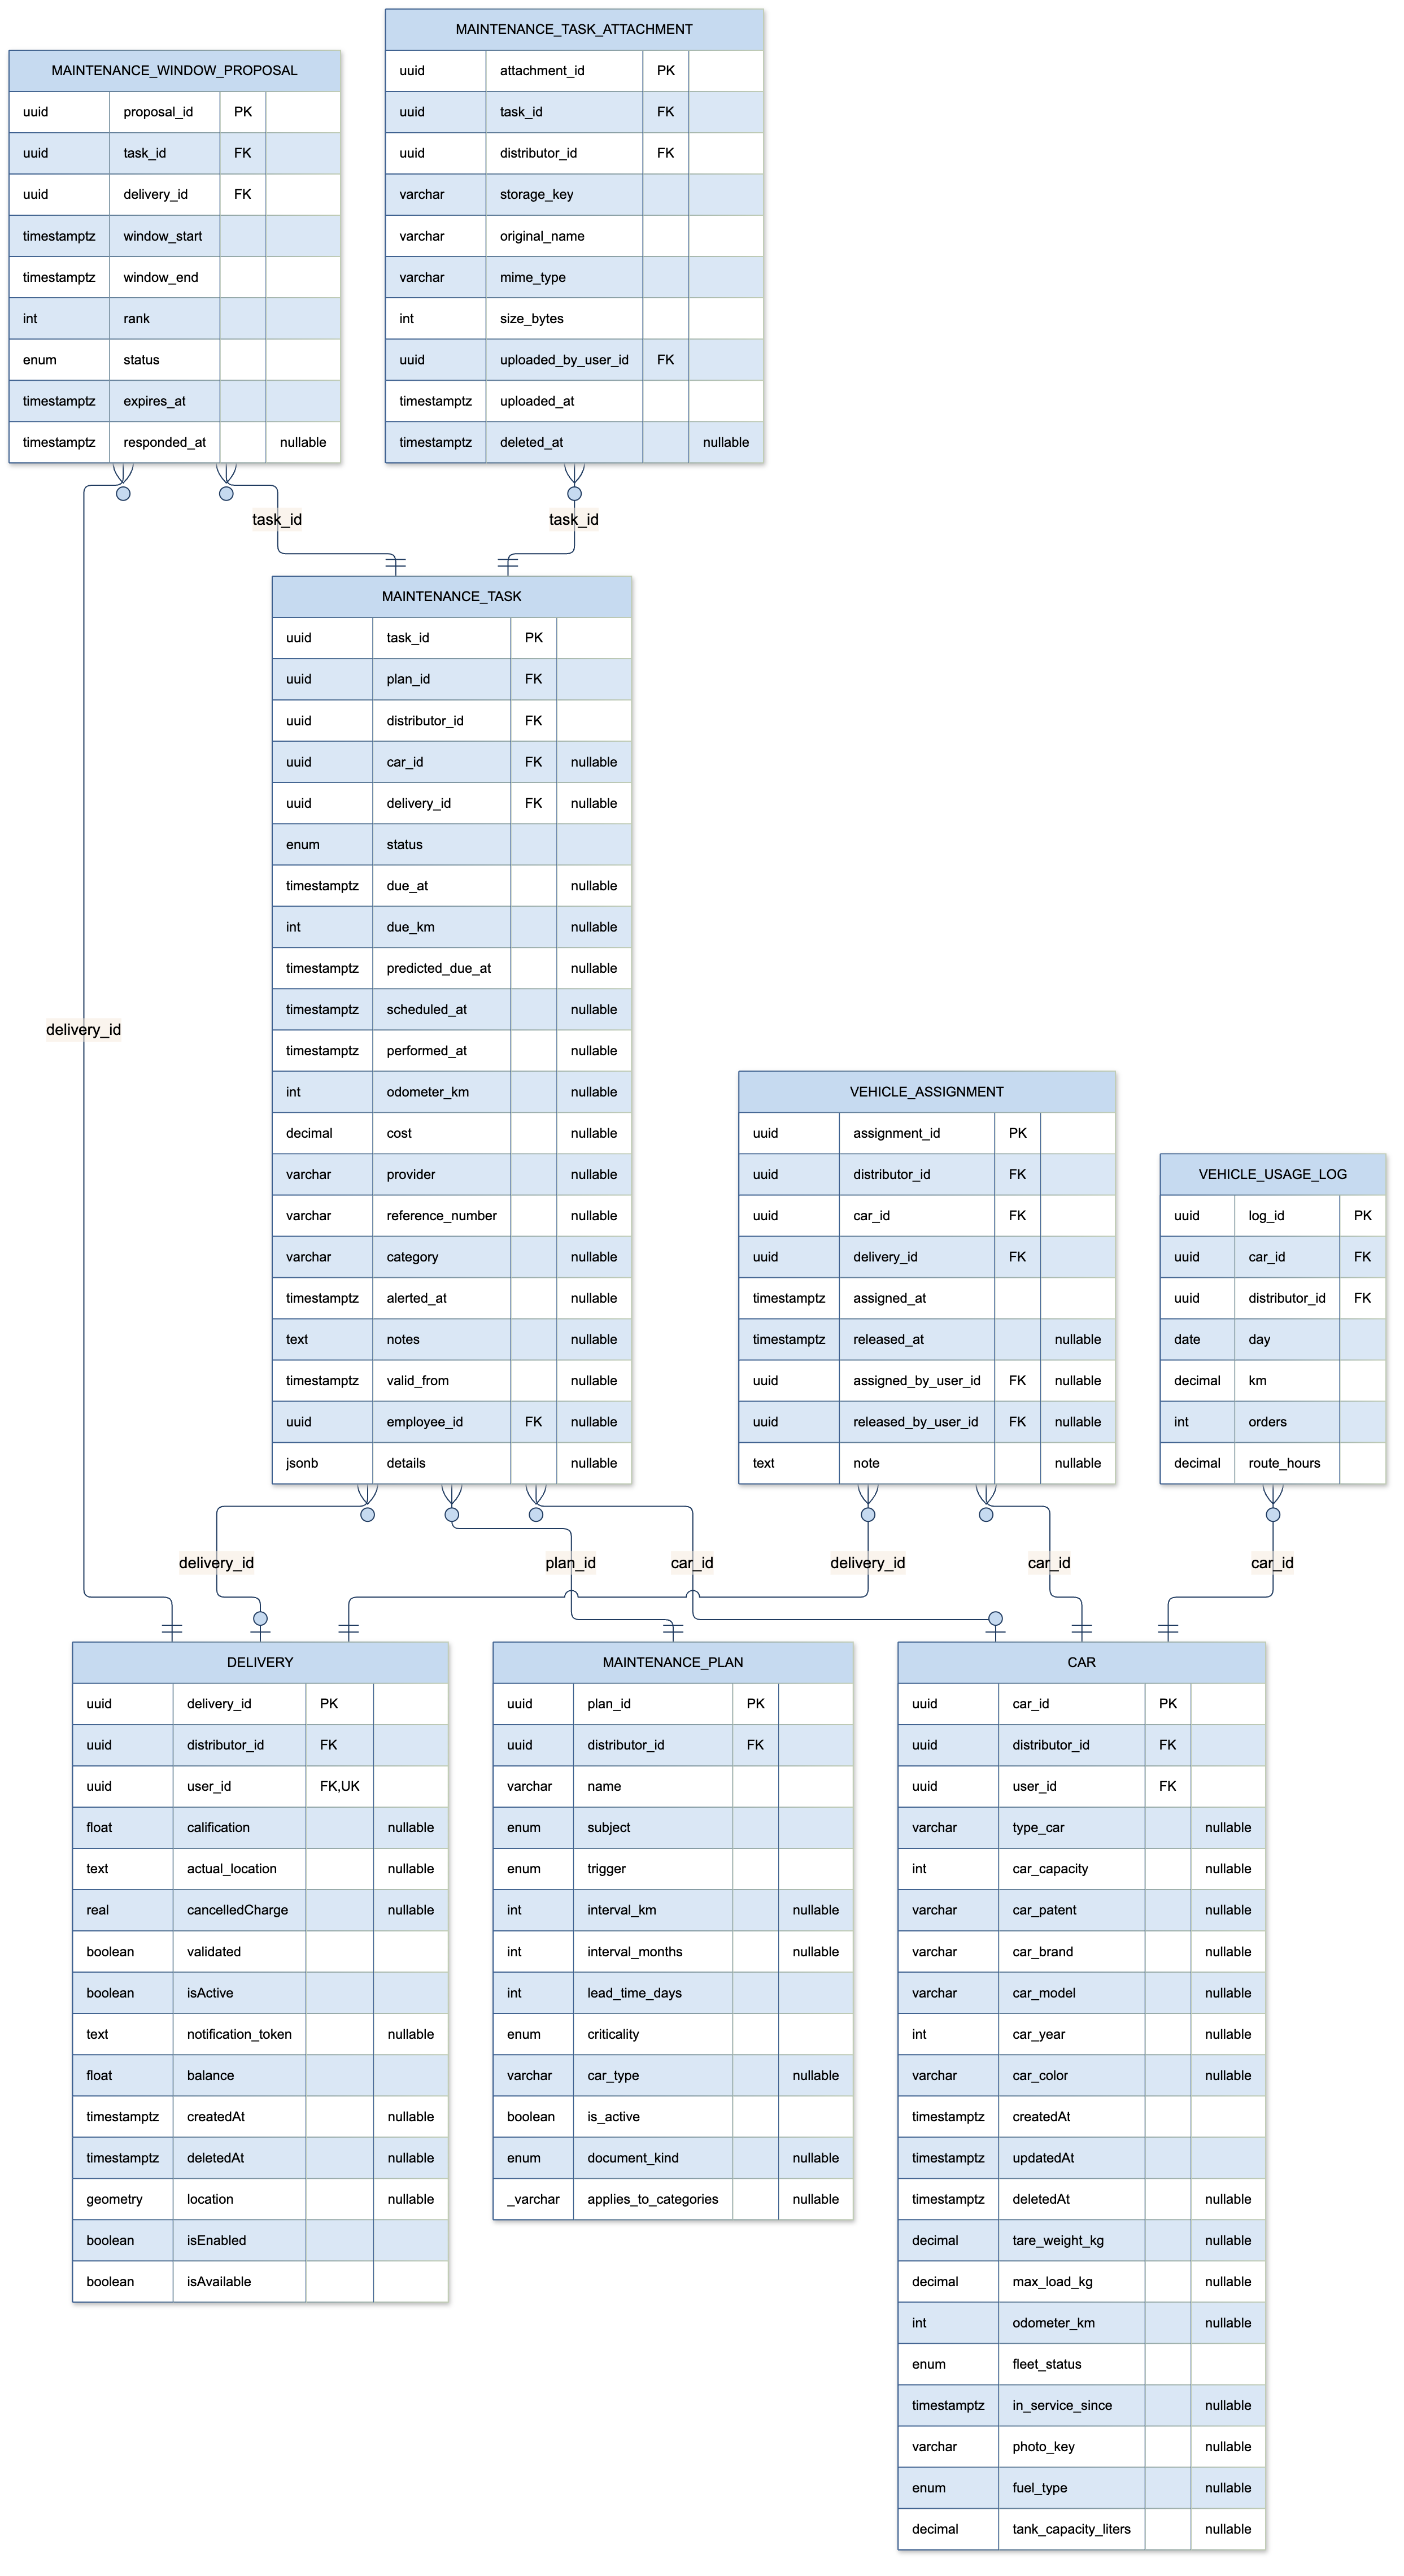 MAINTENANCE_WINDOW_PROPOSAL
uuid proposal_id PK
uuid task_id FK
uuid delivery_id FK
timestamptz window_start
timestamptz window_end
int rank
enum status
timestamptz expires_at
timestamptz responded_at nullable
MAINTENANCE_TASK_ATTACHMENT
uuid attachment_id PK
uuid task_id FK
uuid distributor_id FK
varchar storage_key
varchar original_name
varchar mime_type
int size_bytes
uuid uploaded_by_user_id FK
timestamptz uploaded_at
timestamptz deleted_at nullable
task_id
task_id
delivery_id
MAINTENANCE_TASK
uuid task_id PK
uuid plan_id FK
uuid distributor_id FK
uuid car_id FK nullable
uuid delivery_id FK nullable
enum status
timestamptz due_at nullable
int due_km nullable
timestamptz predicted_due_at nullable
timestamptz scheduled_at nullable
timestamptz performed_at nullable
int odometer_km nullable
decimal cost nullable
varchar provider nullable
varchar reference_number nullable
varchar category nullable
timestamptz alerted_at nullable
text notes nullable
timestamptz valid_from nullable
uuid employee_id FK nullable
jsonb details nullable
VEHICLE_ASSIGNMENT
uuid assignment_id PK
uuid distributor_id FK
uuid car_id FK
uuid delivery_id FK
timestamptz assigned_at
timestamptz released_at nullable
uuid assigned_by_user_id FK nullable
uuid released_by_user_id FK nullable
text note nullable
VEHICLE_USAGE_LOG
uuid log_id PK
uuid car_id FK
uuid distributor_id FK
date day
decimal km
int orders
decimal route_hours
delivery_id
plan_id
car_id
delivery_id
car_id
car_id
DELIVERY
uuid delivery_id PK
uuid distributor_id FK
uuid user_id FK,UK
float calification nullable
text actual_location nullable
real cancelledCharge nullable
boolean validated
boolean isActive
text notification_token nullable
float balance
timestamptz createdAt nullable
timestamptz deletedAt nullable
geometry location nullable
boolean isEnabled
boolean isAvailable
MAINTENANCE_PLAN
uuid plan_id PK
uuid distributor_id FK
varchar name
enum subject
enum trigger
int interval_km nullable
int interval_months nullable
int lead_time_days
enum criticality
varchar car_type nullable
boolean is_active
enum document_kind nullable
_varchar applies_to_categories nullable
CAR
uuid car_id PK
uuid distributor_id FK
uuid user_id FK
varchar type_car nullable
int car_capacity nullable
varchar car_patent nullable
varchar car_brand nullable
varchar car_model nullable
int car_year nullable
varchar car_color nullable
timestamptz createdAt
timestamptz updatedAt
timestamptz deletedAt nullable
decimal tare_weight_kg nullable
decimal max_load_kg nullable
int odometer_km nullable
enum fleet_status
timestamptz in_service_since nullable
varchar photo_key nullable
enum fuel_type nullable
decimal tank_capacity_liters nullable